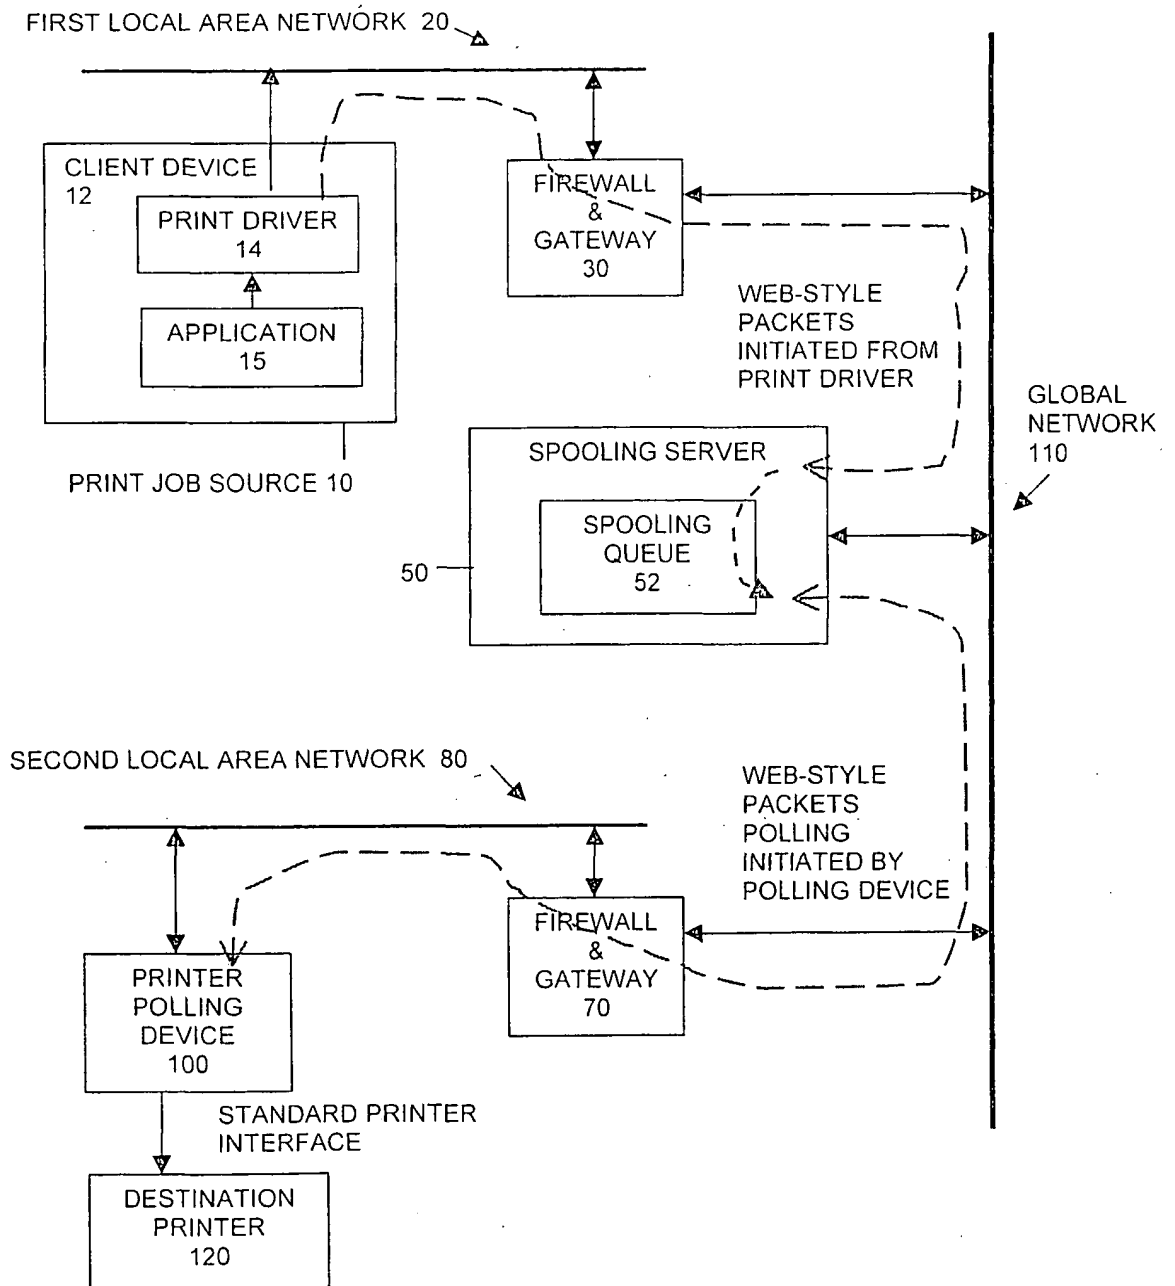 FIRST LOCAL AREA NETWORK 20
CLIENT DEVICE
12
PRINT DRIVER
14
APPLICATION
15
PRINT JOB SOURCE 10
FIREWALL
&
GATEWAY
30
WEB-STYLE
PACKETS
INITIATED FROM
PRINT DRIVER
GLOBAL
NETWORK
110
SPOOLING SERVER
SPOOLING
QUEUE
52
50
SECOND LOCAL AREA NETWORK 80
WEB-STYLE
PACKETS
POLLING
INITIATED BY
POLLING DEVICE
FIREWALL
&
GATEWAY
70
PRINTER
POLLING
DEVICE
100
STANDARD PRINTER
INTERFACE
DESTINATION
PRINTER
120